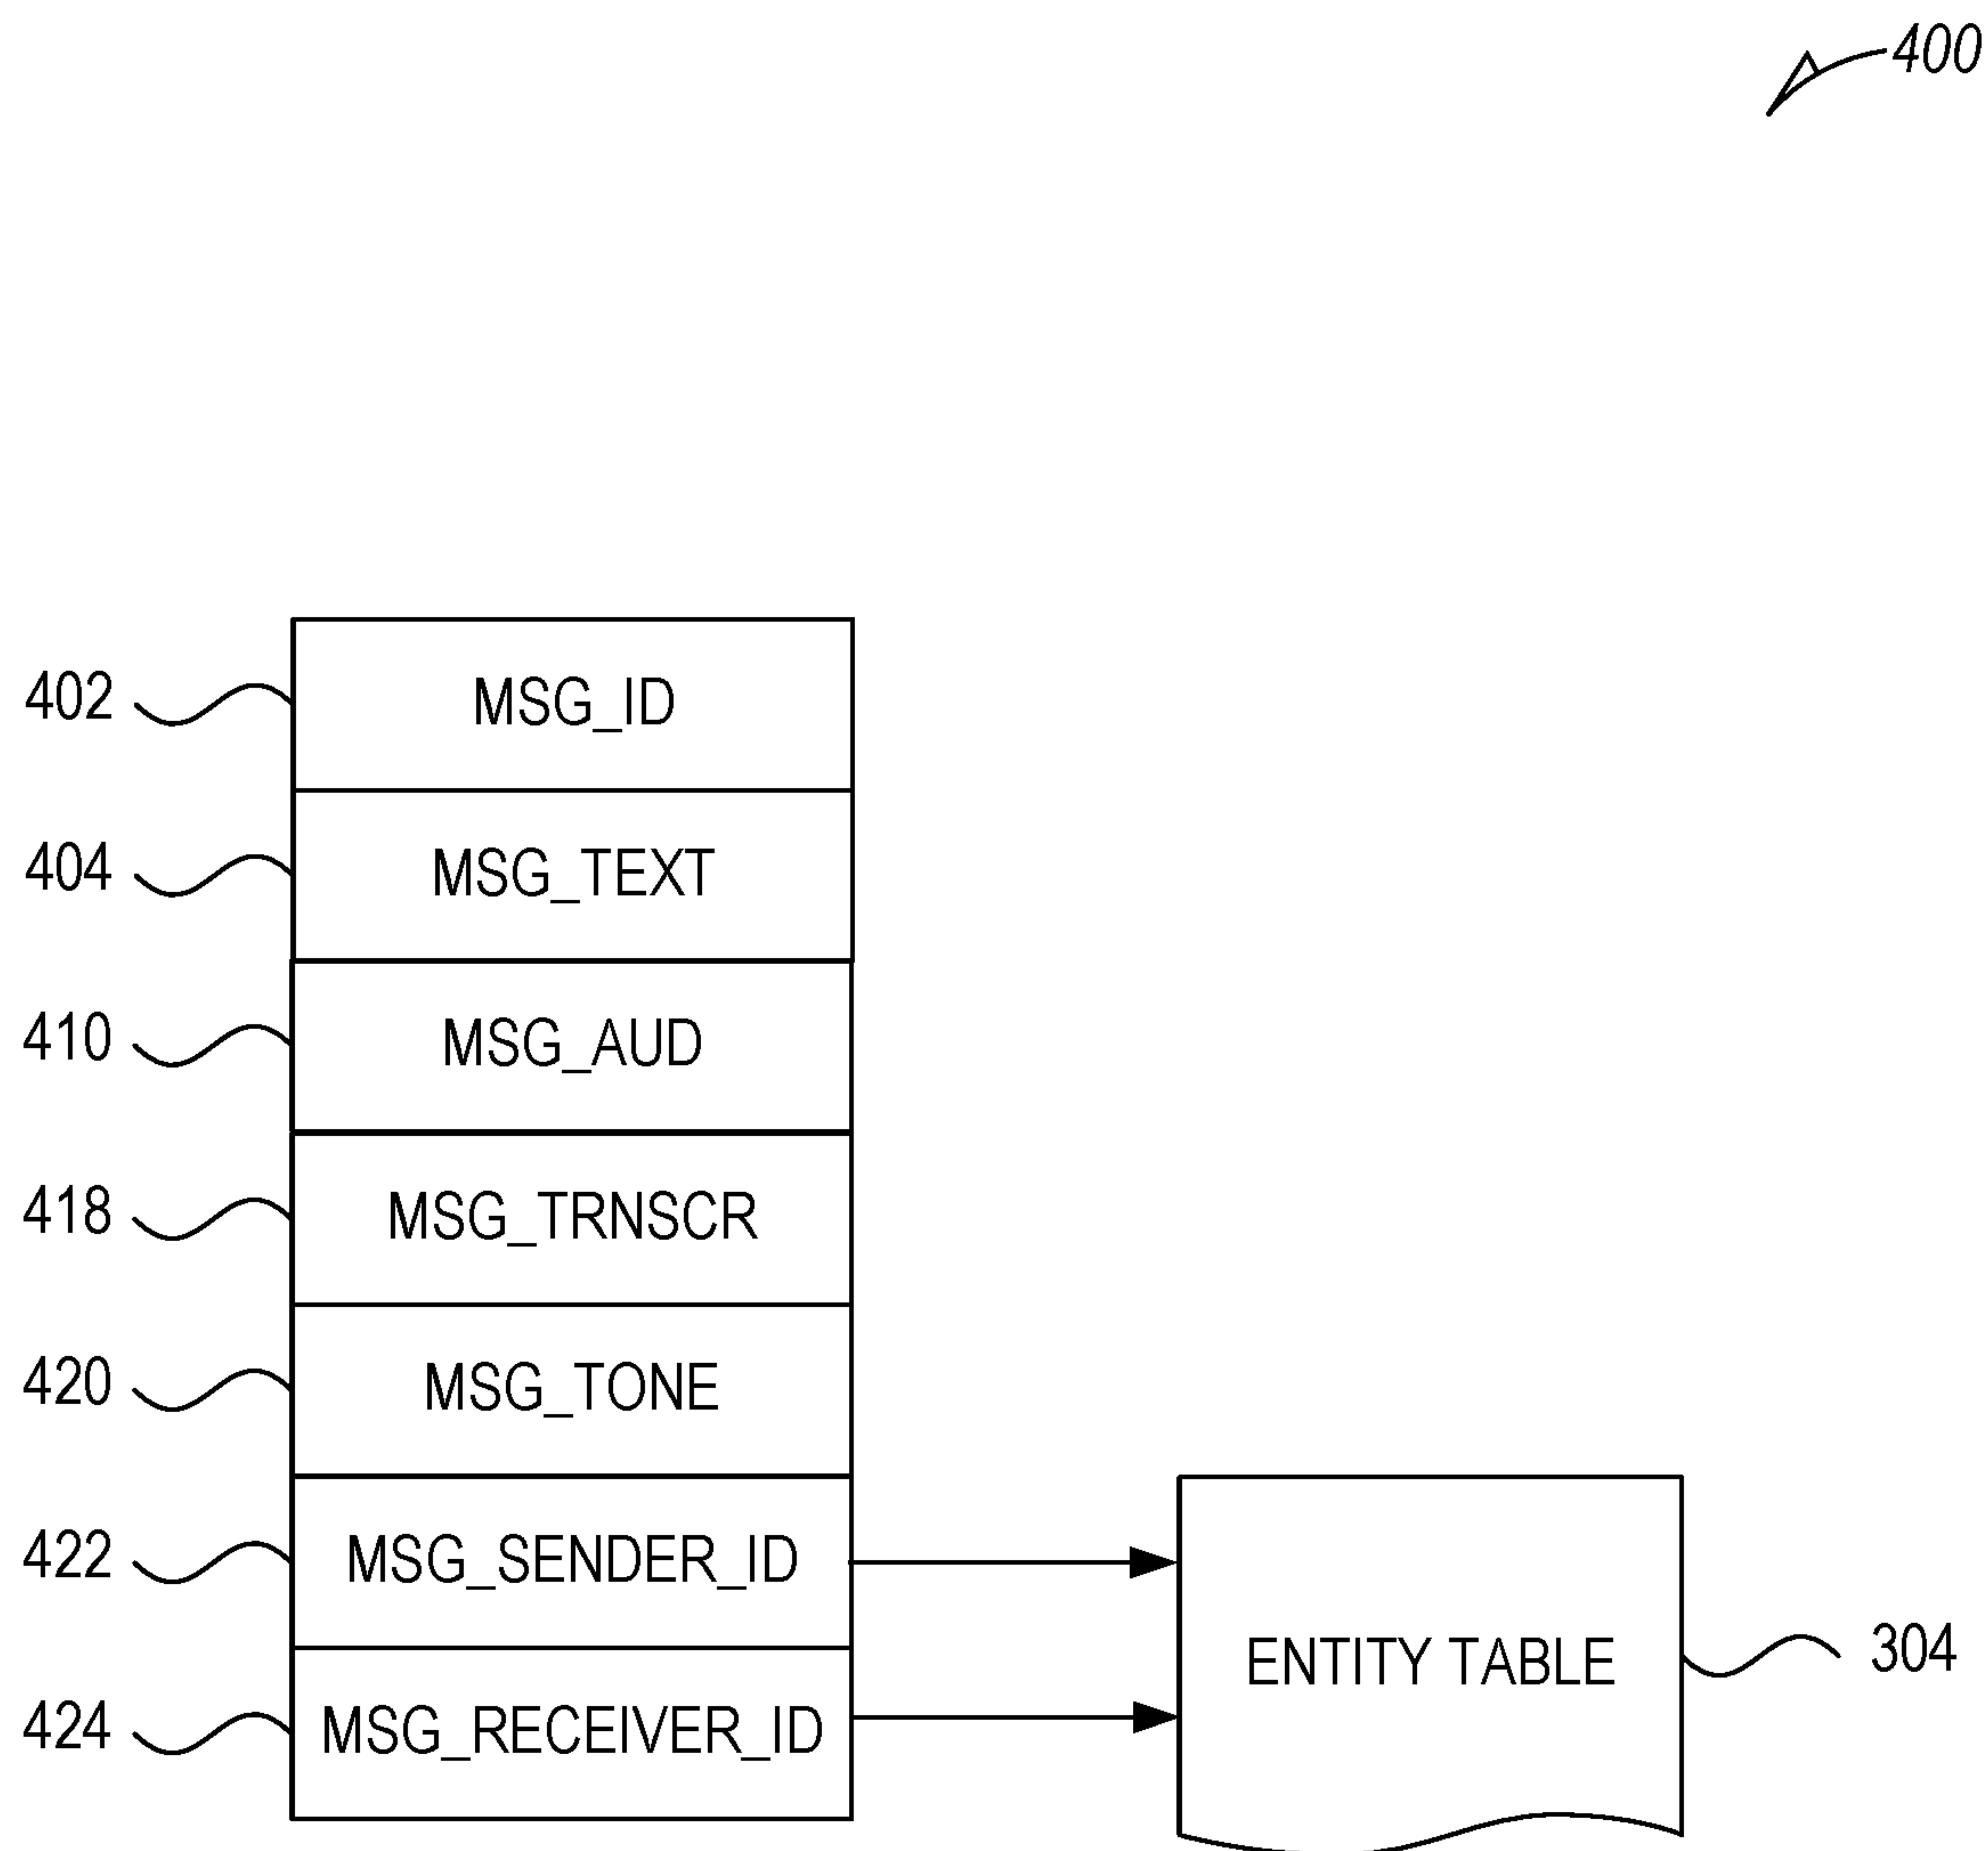 400
402 MSG_ID
404 MSG_TEXT
410 MSG_AUD
418 MSG_TRNSCR
420 MSG_TONE
422 MSG_SENDER_ID
ENTITY TABLE 304
424 MSG_RECEIVER_ID